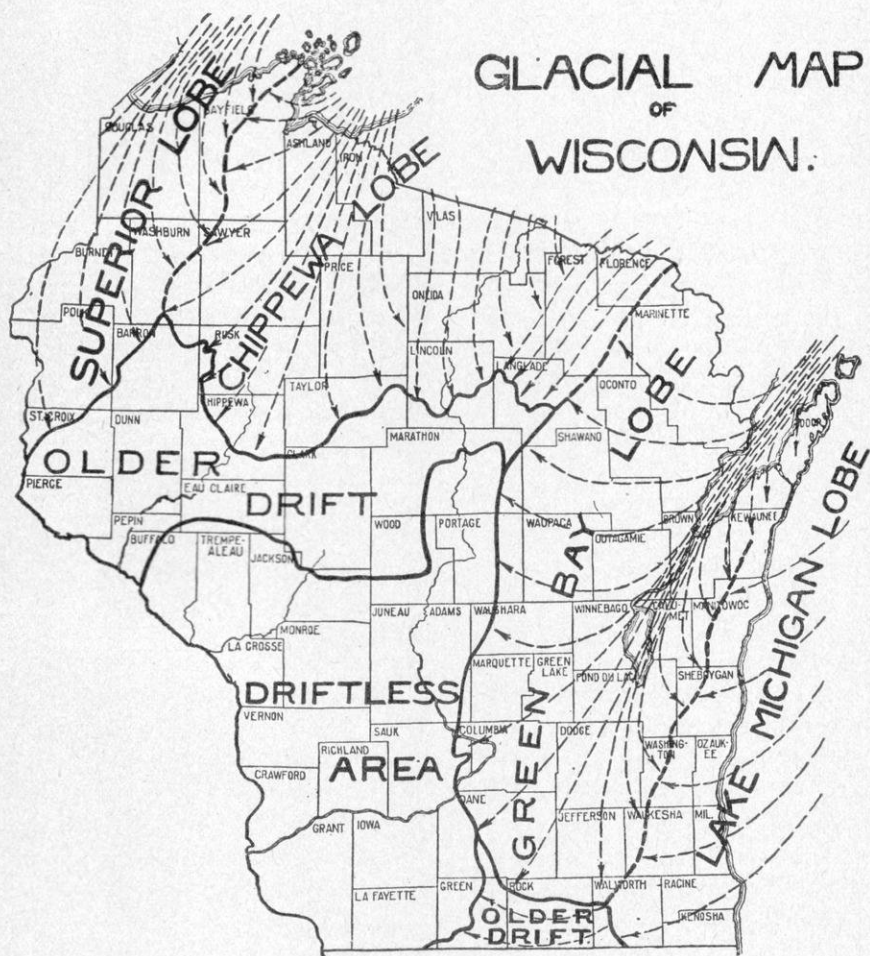 GLACIAL MAP
OF
WISCONSIN.
SUPERIOR LOBE
CHIPPEWA LOBE
GREEN BAY LOBE
LAKE MICHIGAN LOBE
OLDER
DRIFT
DRIFTLESS
AREA
OLDER
DRIFT.
DOUGLAS
BAYFIELD
ASHLAND
IRON
VILAS
BURNETT
WASHBURN
SAWYER
PRICE
ONEIDA
FOREST
FLORENCE
MARINETTE
POLK
BARRON
RUSK
LINCOLN
LANGLADE
OCONTO
TAYLOR
CHIPPEWA
ST. CROIX
DUNN
CLARK
MARATHON
SHAWANO
DOOR
PIERCE
EAU CLAIRE
PEPIN
BUFFALO
TREMPE-
ALEAU
JACKSON
WOOD
PORTAGE
WAUPACA
OUTAGAMIE
BROWN
KEWAUNEE
JUNEAU
ADAMS
WAUSHARA
WINNEBAGO
CALU-
MET
MANITOWOC
MONROE
LA CROSSE
MARQUETTE
GREEN
LAKE
FOND DU LAC
SHEBOYGAN
VERNON
SAUK
COLUMBIA
DODGE
WASHING-
TON
OZAUK-
EE
RICHLAND
CRAWFORD
DANE
JEFFERSON
WAUKESHA
MIL.
GRANT
IOWA
LA FAYETTE
GREEN
ROCK
WALWORTH
RACINE
KENOSHA